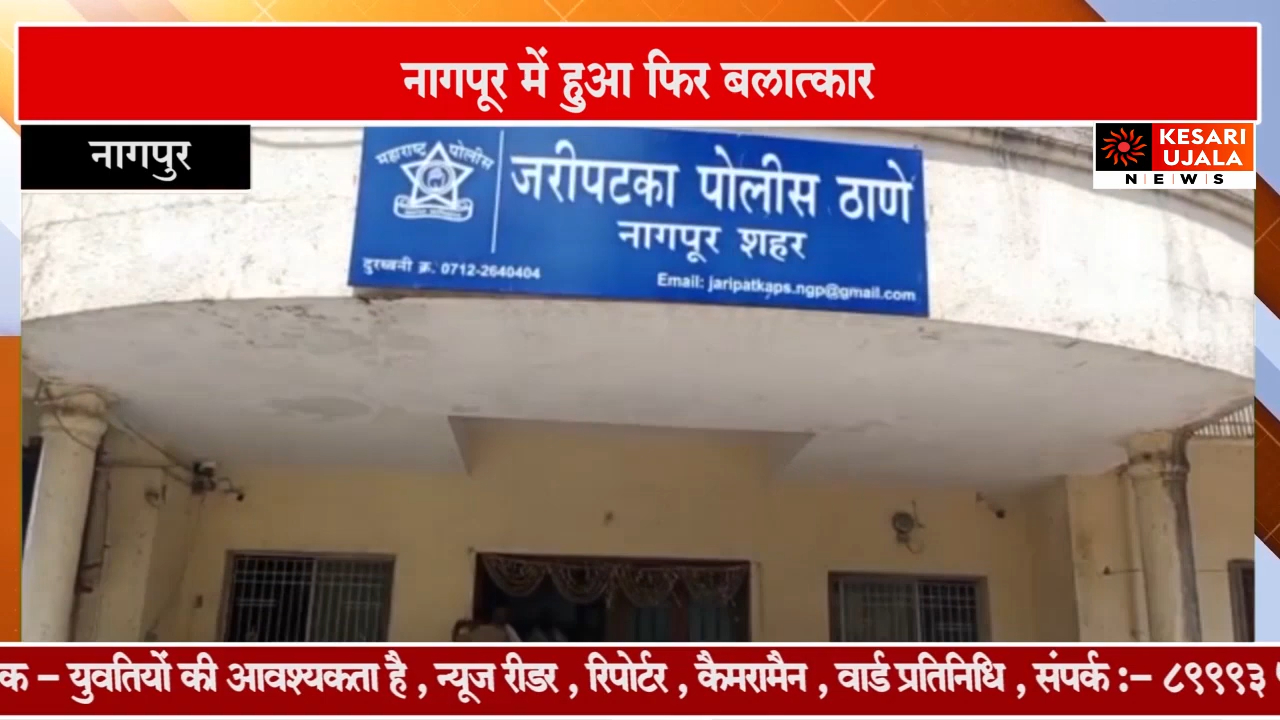 नागपूर में हुआ फिर बलात्कार
नागपुर
KESARI
UJALA
NEWS
महाराष्ट्र पोलीस
जरीपटका पोलीस ठाणे
नागपूर शहर
दुरध्वनी क्र. 0712-2640404
Email: jaripatkaps.ngp@gmail.com
क – युवतियों की आवश्यकता है , न्यूज रीडर , रिपोर्टर , कैमरामैन , वार्ड प्रतिनिधि , संपर्क :– ८९९९३